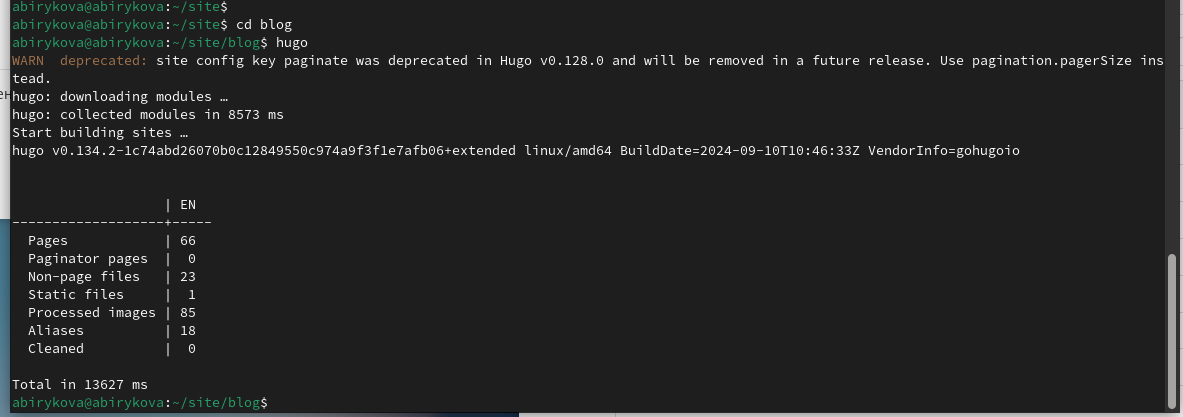 abirykova@abirykova:~/site$
abirykova@abirykova:~/site$ cd blog
abirykova@abirykova:~/site/blog$ hugo
WARN  deprecated: site config key paginate was deprecated in Hugo v0.128.0 and will be removed in a future release. Use pagination.pagerSize ins
tead.
hugo: downloading modules …
hugo: collected modules in 8573 ms
Start building sites …
hugo v0.134.2-1c74abd26070b0c12849550c974a9f3f1e7afb06+extended linux/amd64 BuildDate=2024-09-10T10:46:33Z VendorInfo=gohugoio
                   | EN
-------------------+-----
  Pages            | 66
  Paginator pages  |  0
  Non-page files   | 23
  Static files     |  1
  Processed images | 85
  Aliases          | 18
  Cleaned          |  0
Total in 13627 ms
abirykova@abirykova:~/site/blog$